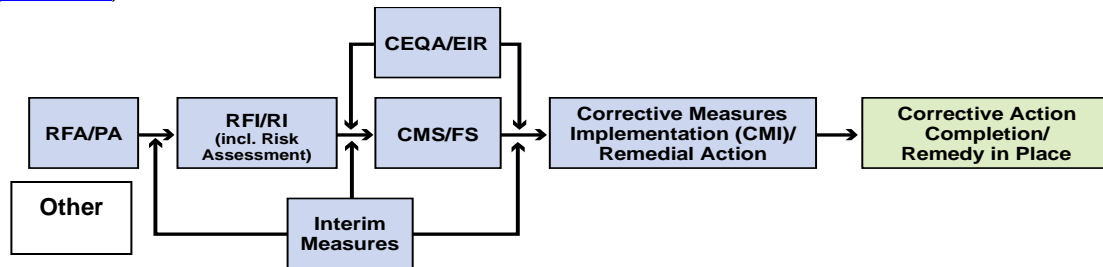 CEQA/EIR
RFA/PA
RFI/RI
(incl. Risk
Assessment)
CMS/FS
Corrective Measures
Implementation (CMI)/
Remedial Action
Corrective Action
Completion/
Remedy in Place
Other
Interim
Measures